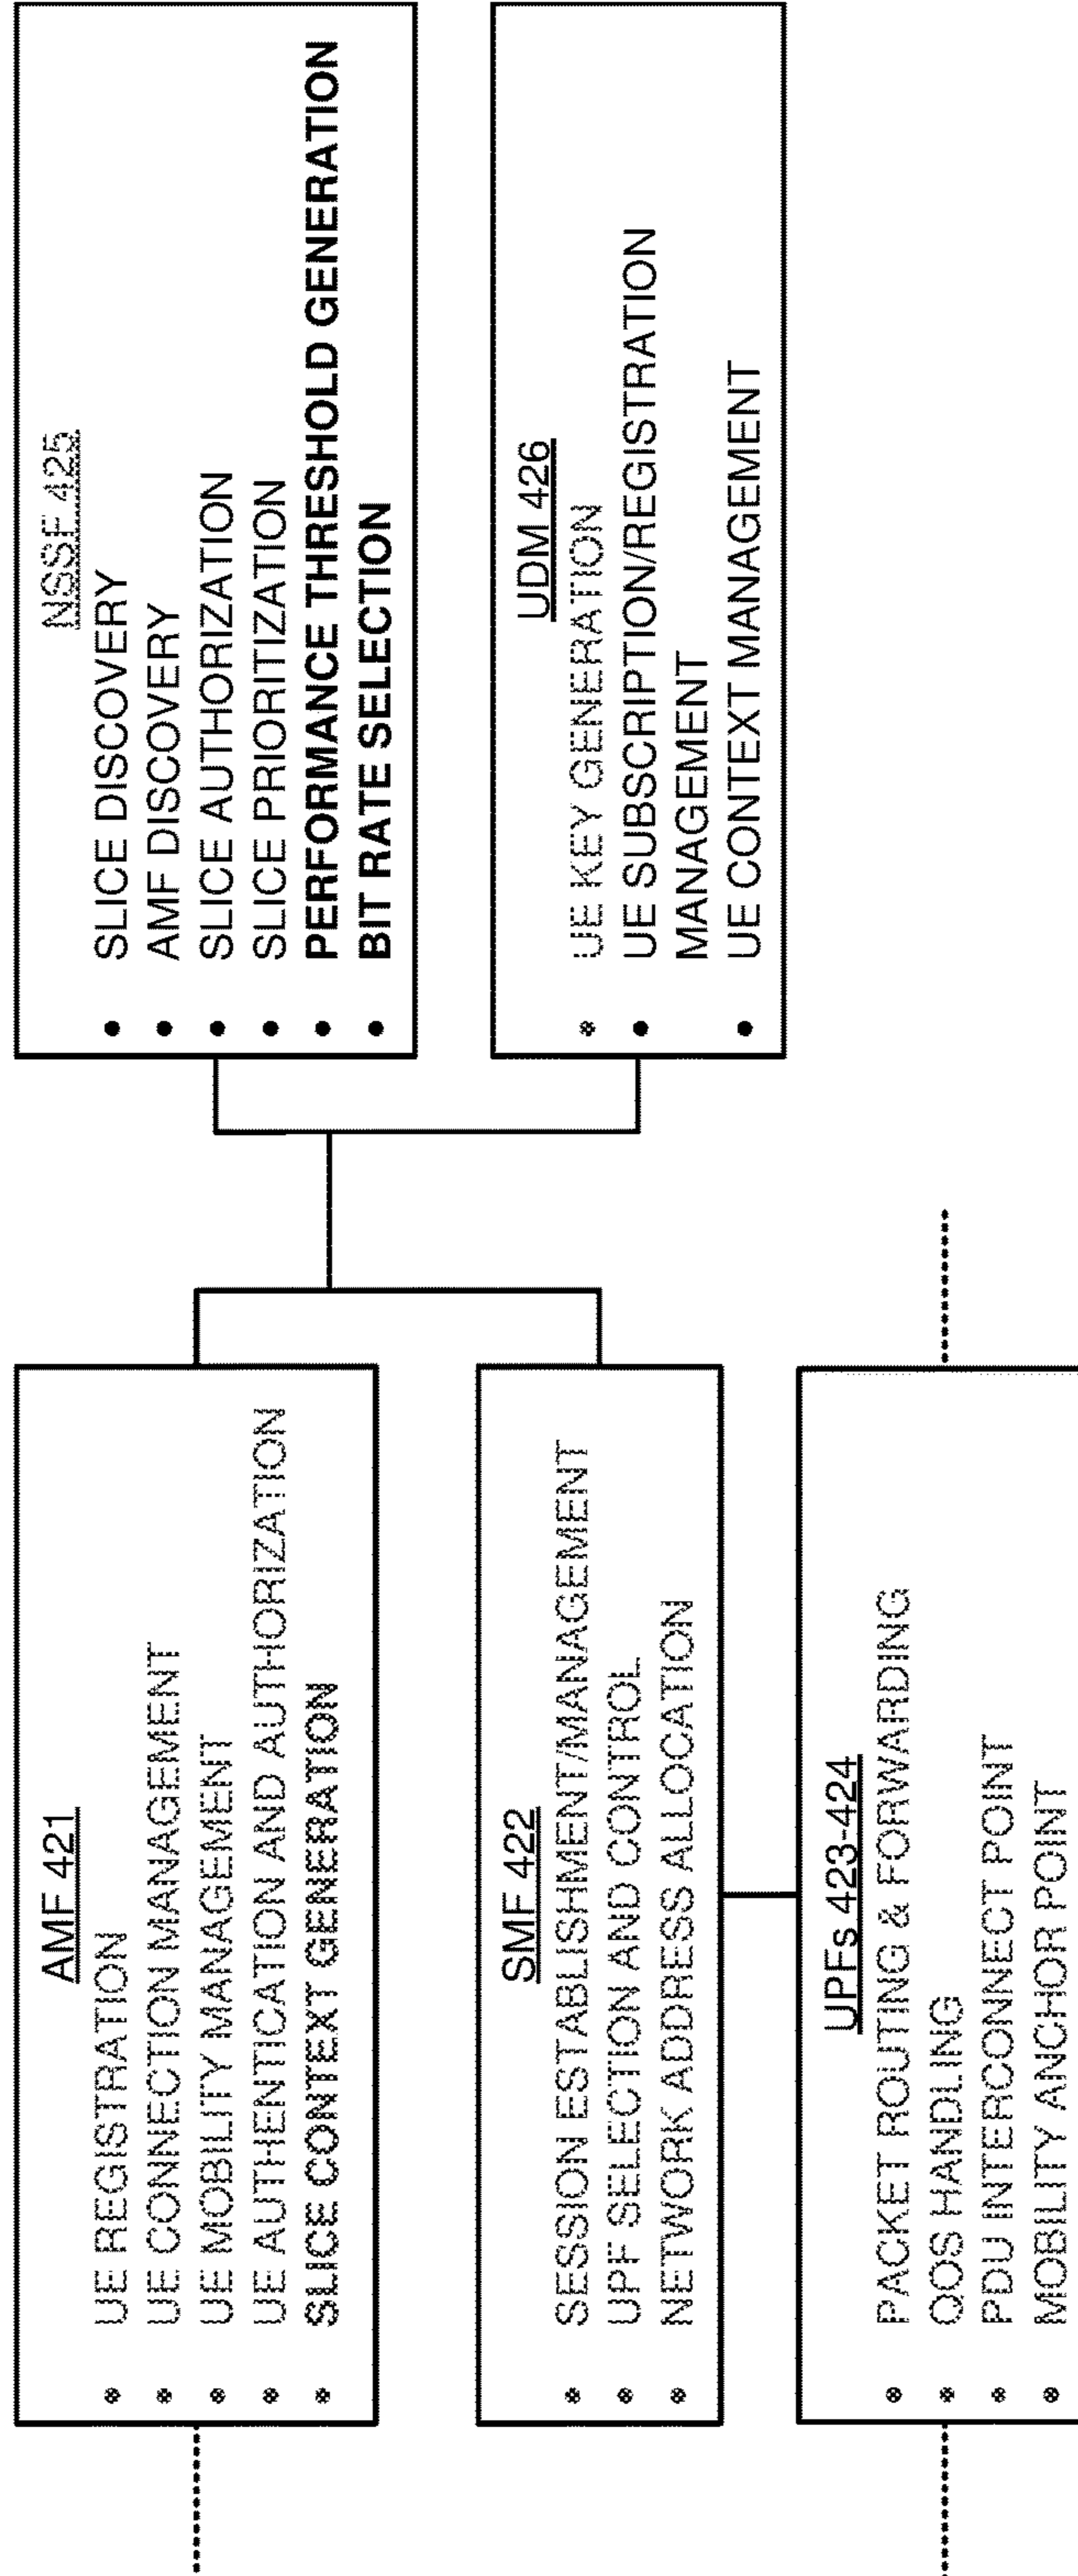 AMF 421
• UE REGISTRATION
• UE CONNECTION MANAGEMENT
• UE MOBILITY MANAGEMENT
• UE AUTHENTICATION AND AUTHORIZATION
• SLICE CONTEXT GENERATION
SMF 422
• SESSION ESTABLISHMENT/MANAGEMENT
• UPF SELECTION AND CONTROL
• NETWORK ADDRESS ALLOCATION
UPFs 423-424
• PACKET ROUTING & FORWARDING
• QOS HANDLING
• PDU INTERCONNECT POINT
• MOBILITY ANCHOR POINT
NSSF 425
• SLICE DISCOVERY
• AMF DISCOVERY
• SLICE AUTHORIZATION
• SLICE PRIORITIZATION
• PERFORMANCE THRESHOLD GENERATION
• BIT RATE SELECTION
UDM 426
• UE KEY GENERATION
• UE SUBSCRIPTION/REGISTRATION
MANAGEMENT
• UE CONTEXT MANAGEMENT